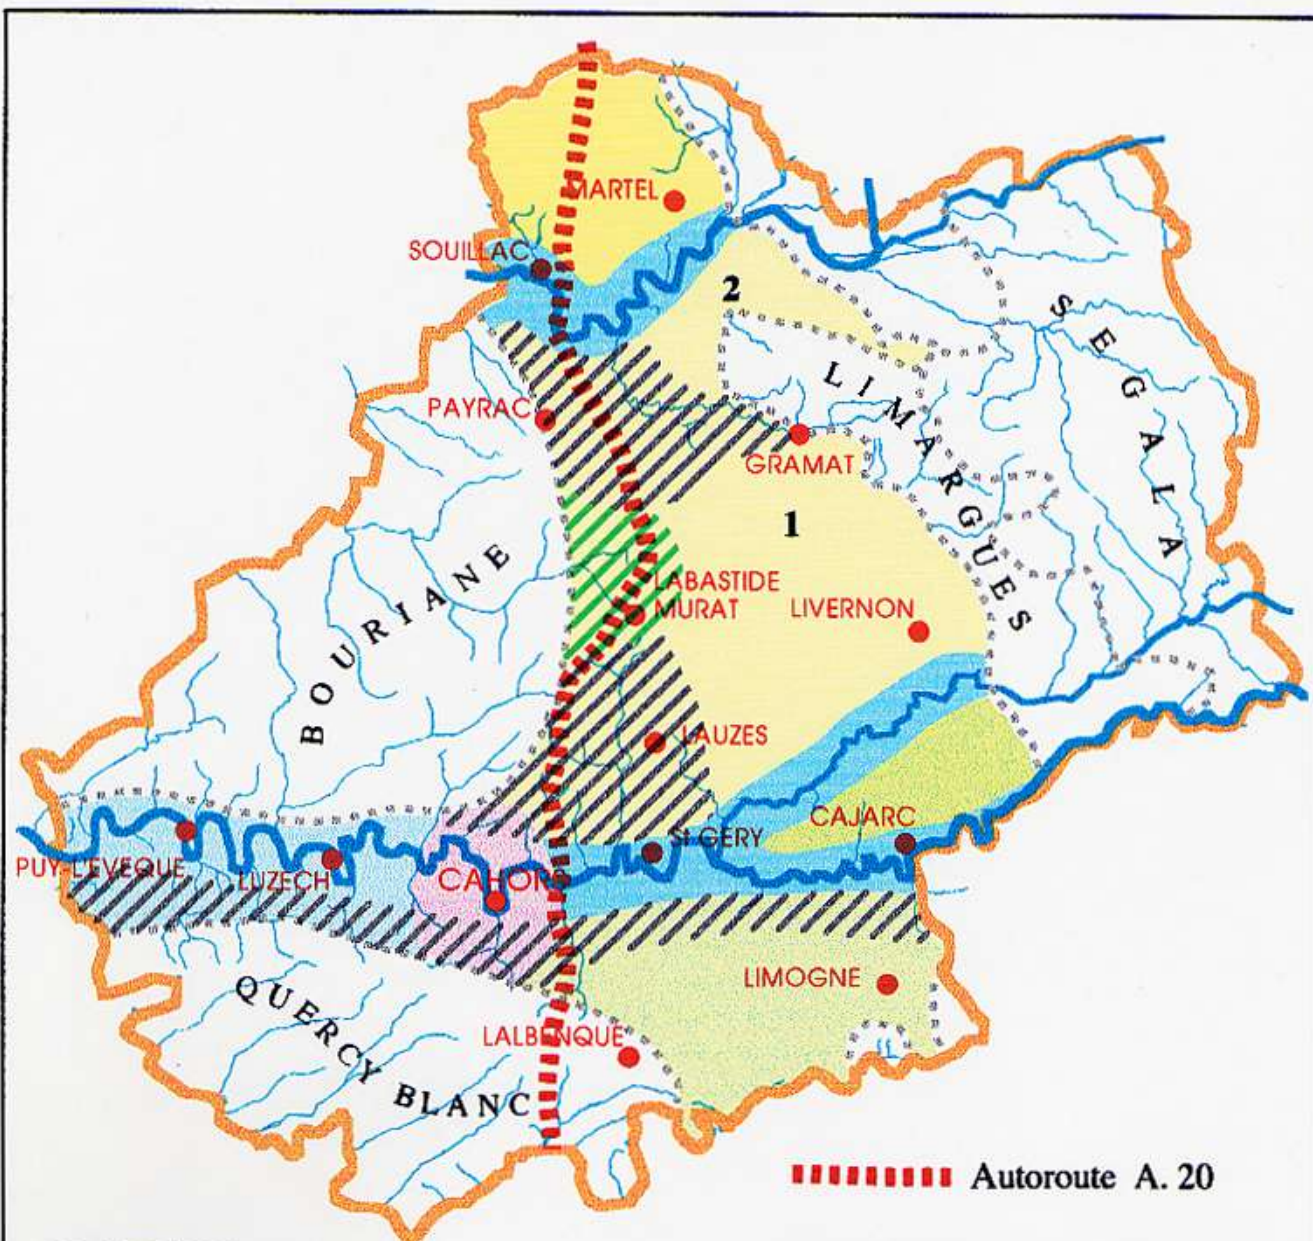 MARTEL
SOUILLAC
2
SEGALA
LIMARGUES
PAYRAC
GRAMAT
1
BOURIANE
LABASTIDE
MURAT
LIVERNON
LAUZES
CAJARC
St GERY
PUY-L'EVEQUE
LUZECH
CAHORS
LIMOGNE
QUERCY BLANC
LALBENQUE
Autoroute A. 20